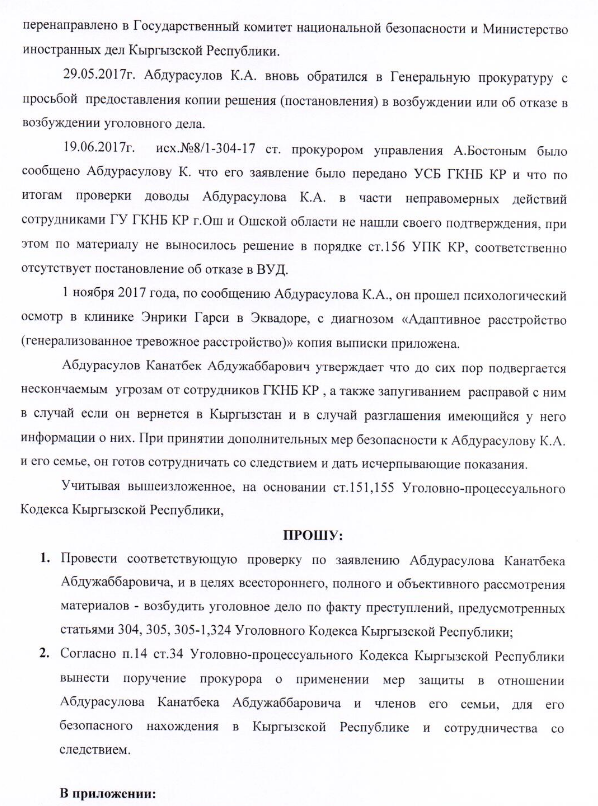 перенаправлено в Государственный комитет национальной безопасности и Министерство
иностранных дел Кыргызской Республики.
29.05.2017г. Абдурасулов К.А. вновь обратился в Генеральную прокуратуру с
просьбой предоставления копии решения (постановления) в возбуждении или об отказе в
возбуждении уголовного дела.
19.06.2017г. исх.№8/1-304-17 ст. прокурором управления А.Бостоным было
сообщено Абдурасулову К. что его заявление было передано УСБ ГКНБ КР и что по
итогам проверки доводы Абдурасулова К.А. в части неправомерных действий
сотрудниками ГУ ГКНБ КР г.Ош и Ошской области не нашли своего подтверждения, при
этом по материалу не выносилось решение в порядке ст.156 УПК КР, соответственно
отсутствует постановление об отказе в ВУД.
1 ноября 2017 года, по сообщению Абдурасулова К.А., он прошел психологический
осмотр в клинике Энрики Гарси в Эквадоре, с диагнозом «Адаптивное расстройство
(генерализованное тревожное расстройство)» копия выписки приложена.
Абдурасулов Канатбек Абдужаббарович утверждает что до сих пор подвергается
нескончаемым угрозам от сотрудников ГКНБ КР , а также запугиванием расправой с ним
в случай если он вернется в Кыргызстан и в случай разглашения имеющийся у него
информации о них. При принятии дополнительных мер безопасности к Абдурасулову К.А.
и его семье, он готов сотрудничать со следствием и дать исчерпывающие показания.
Учитывая вышеизложенное, на основании ст.151,155 Уголовно-процессуального
Кодекса Кыргызской Республики,
ПРОШУ:
1. Провести соответствующую проверку по заявлению Абдурасулова Канатбека
Абдужаббаровича, и в целях всестороннего, полного и объективного рассмотрения
материалов - возбудить уголовное дело по факту преступлений, предусмотренных
статьями 304, 305, 305-1,324 Уголовного Кодекса Кыргызской Республики;
2. Согласно п.14 ст.34 Уголовно-процессуального Кодекса Кыргызской Республики
вынести поручение прокурора о применении мер защиты в отношении
Абдурасулова Канатбека Абдужаббаровича и членов его семьи, для его
безопасного нахождения в Кыргызской Республике и сотрудничества со
следствием.
В приложении: